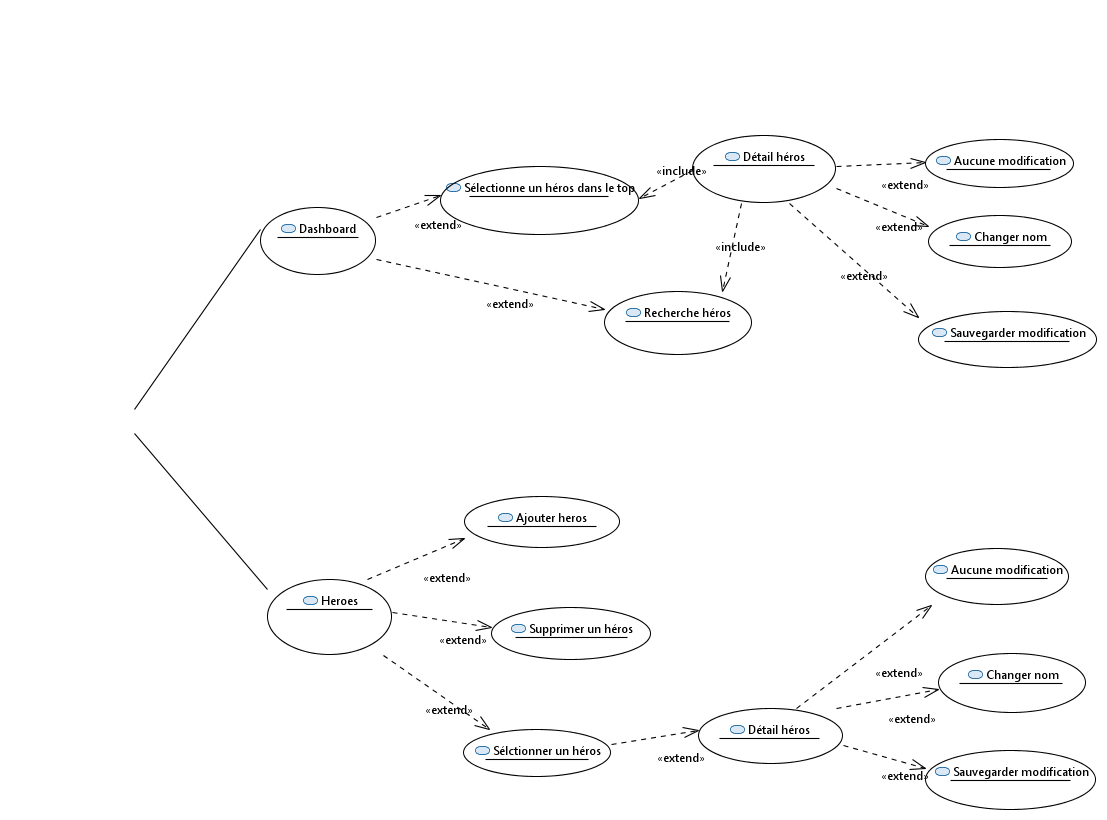 Détail héros
Aucune modification
«include»
«extend»
Sélectionne un héros dans le top
«extend»
Dashboard
«extend»
Changer nom
«include»
«extend»
«extend»
Recherche héros
Sauvegarder modification
Ajouter heros
«extend»
Aucune modification
Heroes
Supprimer un héros
«extend»
«extend»
Changer nom
«extend»
«extend»
Détail héros
Sélctionner un héros
«extend»
Sauvegarder modification
«extend»